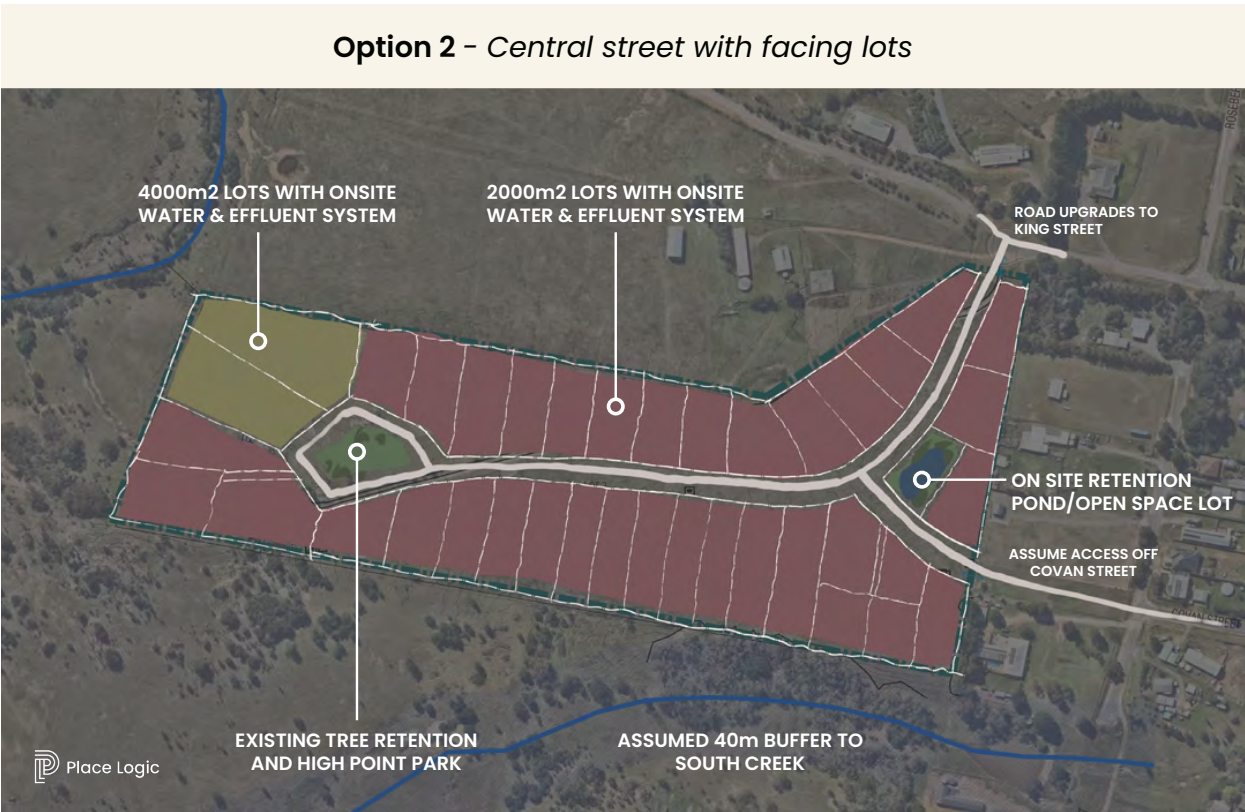 Option 2 - Central street with facing lots
4000m2 LOTS WITH ONSITE
WATER & EFFLUENT SYSTEM
2000m2 LOTS WITH ONSITE
WATER & EFFLUENT SYSTEM
ROAD UPGRADES TO
KING STREET
ON SITE RETENTION
POND/OPEN SPACE LOT
ASSUME ACCESS OFF
COVAN STREET
COVAN STREET
EXISTING TREE RETENTION
AND HIGH POINT PARK
ASSUMED 40m BUFFER TO
SOUTH CREEK
Place Logic